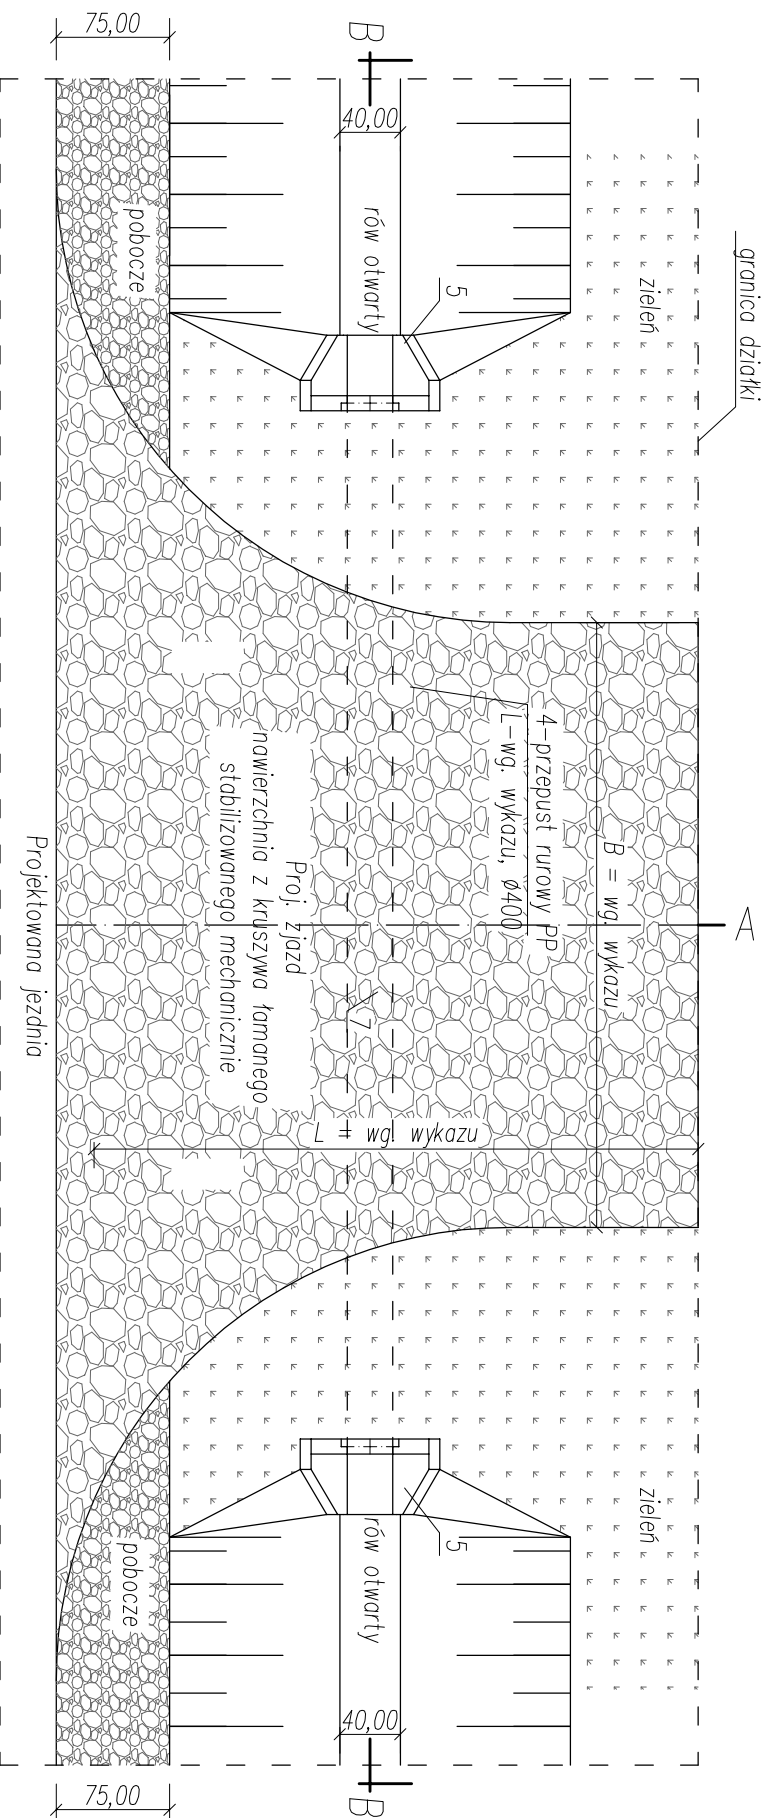 granica działki
zieleń
zieleń
B
B
40,00
40,00
rów otwarty
rów otwarty
5
5
75,00
75,00
pobocze
pobocze
A
B = wg. wykazu
4-przepust rurowy PP
L-wg. wykazu, Ø400
7
L = wg. wykazu
Proj. zjazd
nawierzchnia z kruszywa łamanego
stabilizowanego mechanicznie
Projektowana jezdnia